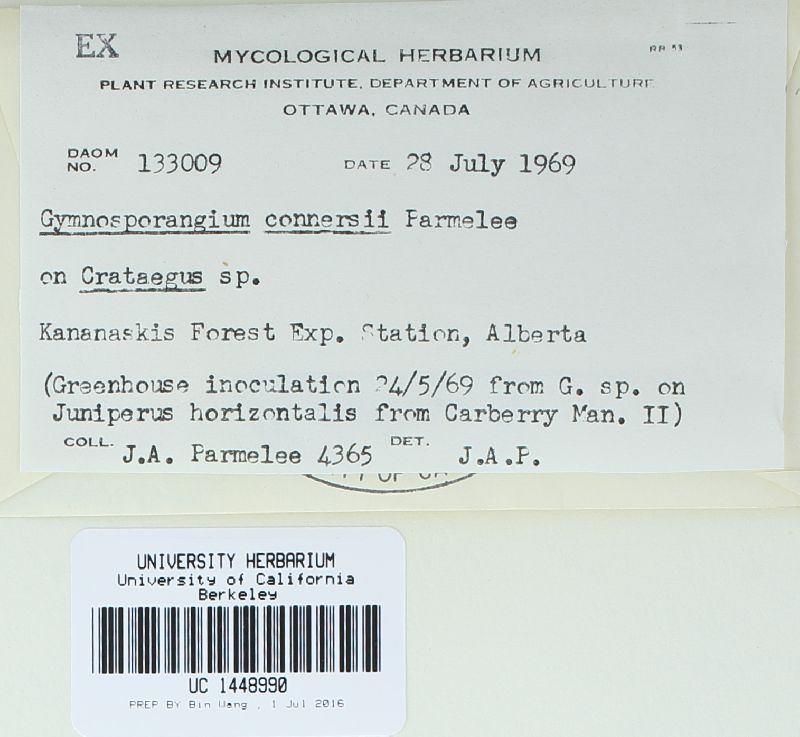 EX
MYCOLOGICAL HERBARIUM
RR 53
PLANT RESEARCH INSTITUTE, DEPARTMENT OF AGRICULTURE
OTTAWA, CANADA
DAOM NO. 133009 DATE 28 July 1969
Gymnosporangium connersii Parmelee
on Crataegus sp.
Kananaskis Forest Exp. Station, Alberta
(Greenhouse inoculation 24/5/69 from G. sp. on
Juniperus horizontalis from Carberry Man. II)
COLL. J.A. Parmelee 4365 DET. J.A.P.
UNIVERSITY HERBARIUM
University of California
Berkeley
UC 1448990
PREP BY Bin Wang , 1 Jul 2016